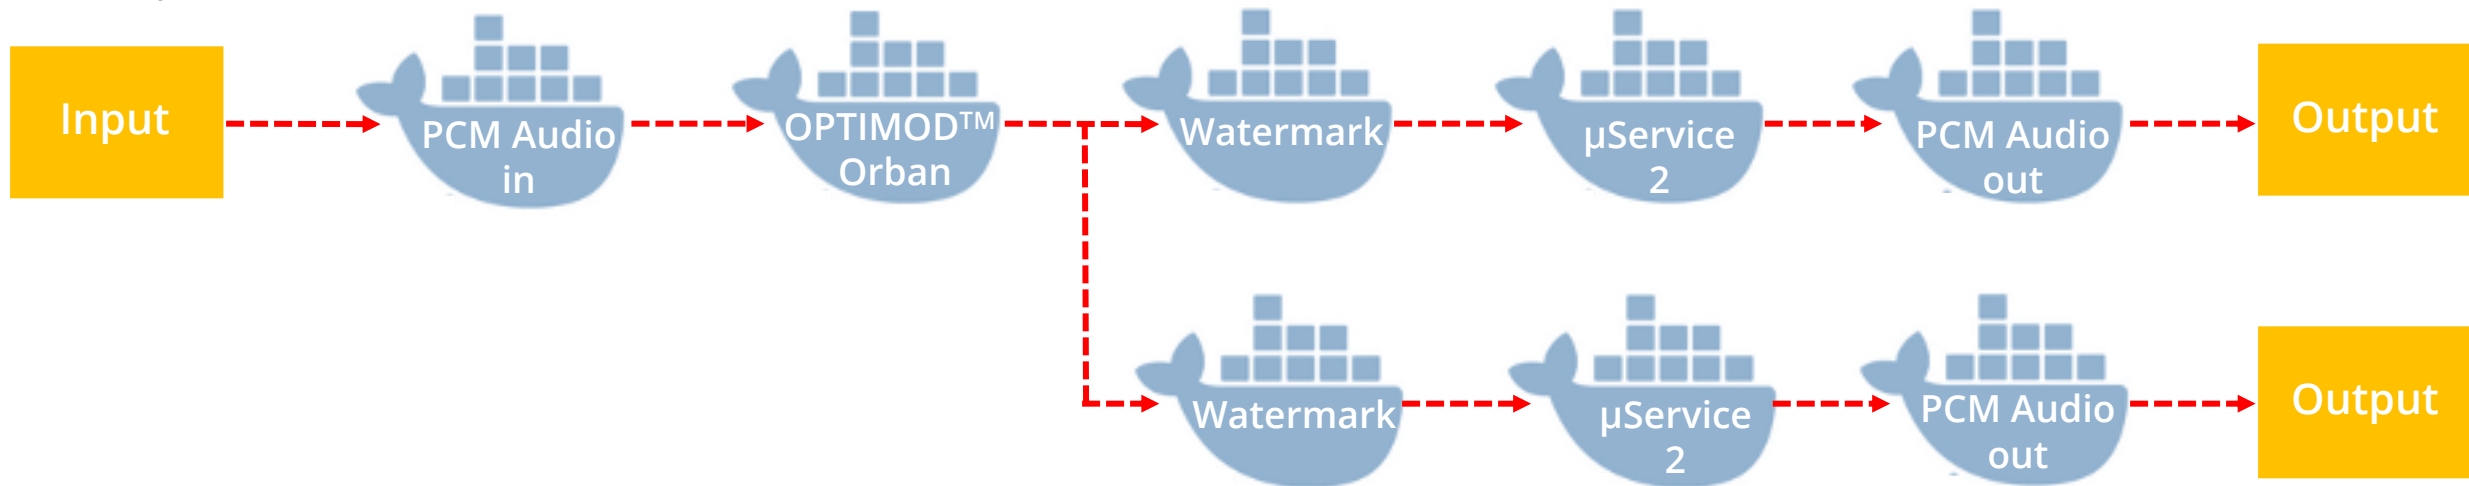 Input
PCM Audio
in
OPTIMOD™
Orban
Watermark
µService
2
PCM Audio
out
Output
Watermark
µService
2
PCM Audio
out
Output